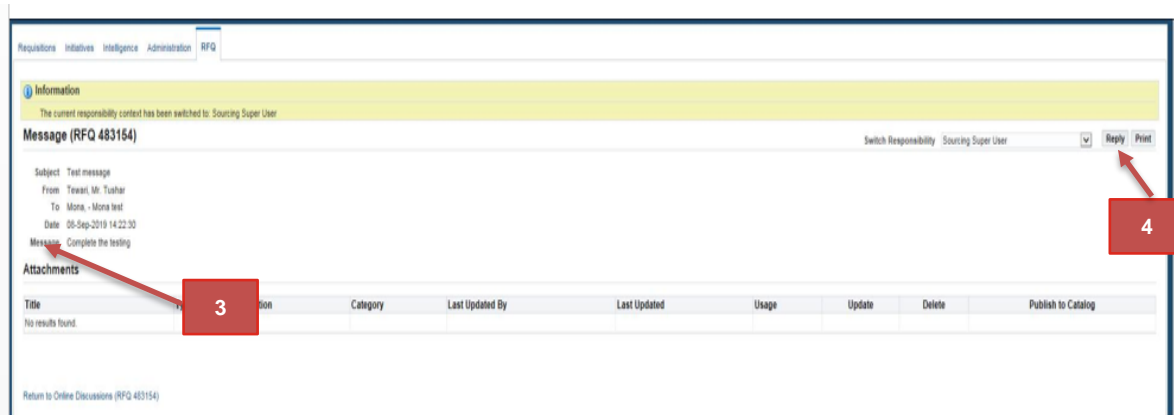 Requisitions Initiatives Intelligence Administration RFQ
Information
The current responsibility context has been switched to: Sourcing Super User
Message (RFQ 483154)
Switch Responsibility Sourcing Super User Reply Print
Subject Test message
From Tewari, Mr. Tushar
To Mona, - Mona test
Date 08-Sep-2019 14:22:30
Message Complete the testing
4
Attachments
3
Title Category Last Updated By Last Updated Usage Update Delete Publish to Catalog
No results found.
Return to Online Discussions (RFQ 483154)